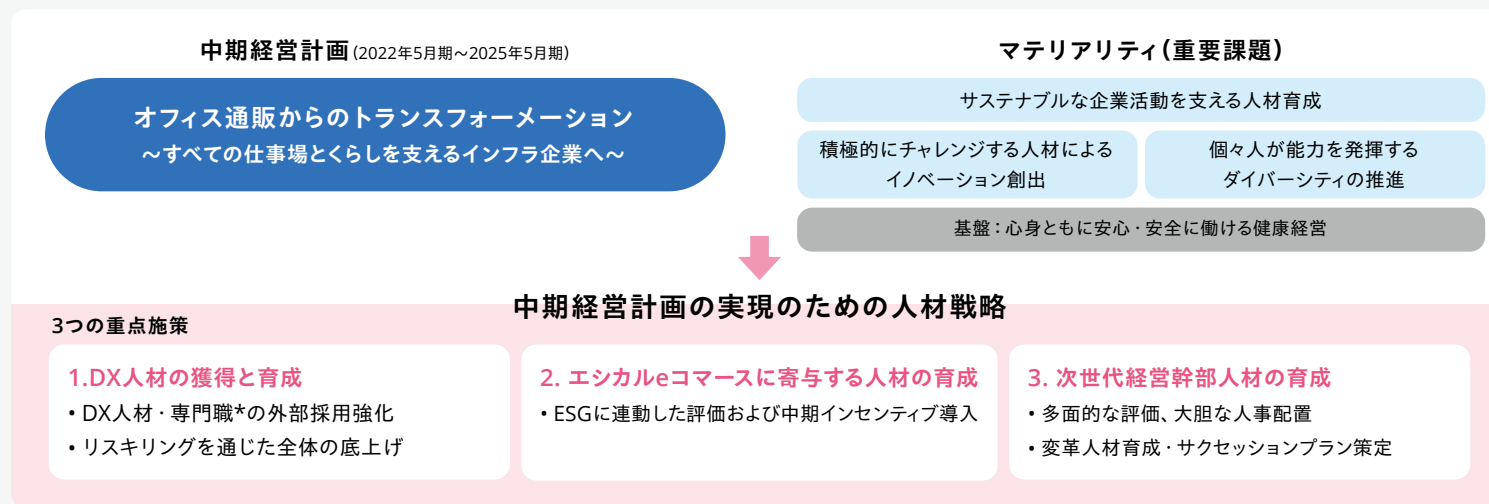 中期経営計画(2022年5月期～2025年5月期)
オフィス通販からのトランスフォーメーション
～すべての仕事場とくらしを支えるインフラ企業へ～
マテリアリティ(重要課題)
サステナブルな企業活動を支える人材育成
積極的にチャレンジする人材による
イノベーション創出
個々人が能力を発揮する
ダイバーシティの推進
基盤：心身ともに安心・安全に働ける健康経営
中期経営計画の実現のための人材戦略
3つの重点施策
1.DX人材の獲得と育成
• DX人材・専門職*の外部採用強化
• リスキリングを通じた全体の底上げ
2. エシカルeコマースに寄与する人材の育成
• ESGに連動した評価および中期インセンティブ導入
3. 次世代経営幹部人材の育成
• 多面的な評価、大胆な人事配置
• 変革人材育成・サクセッションプラン策定